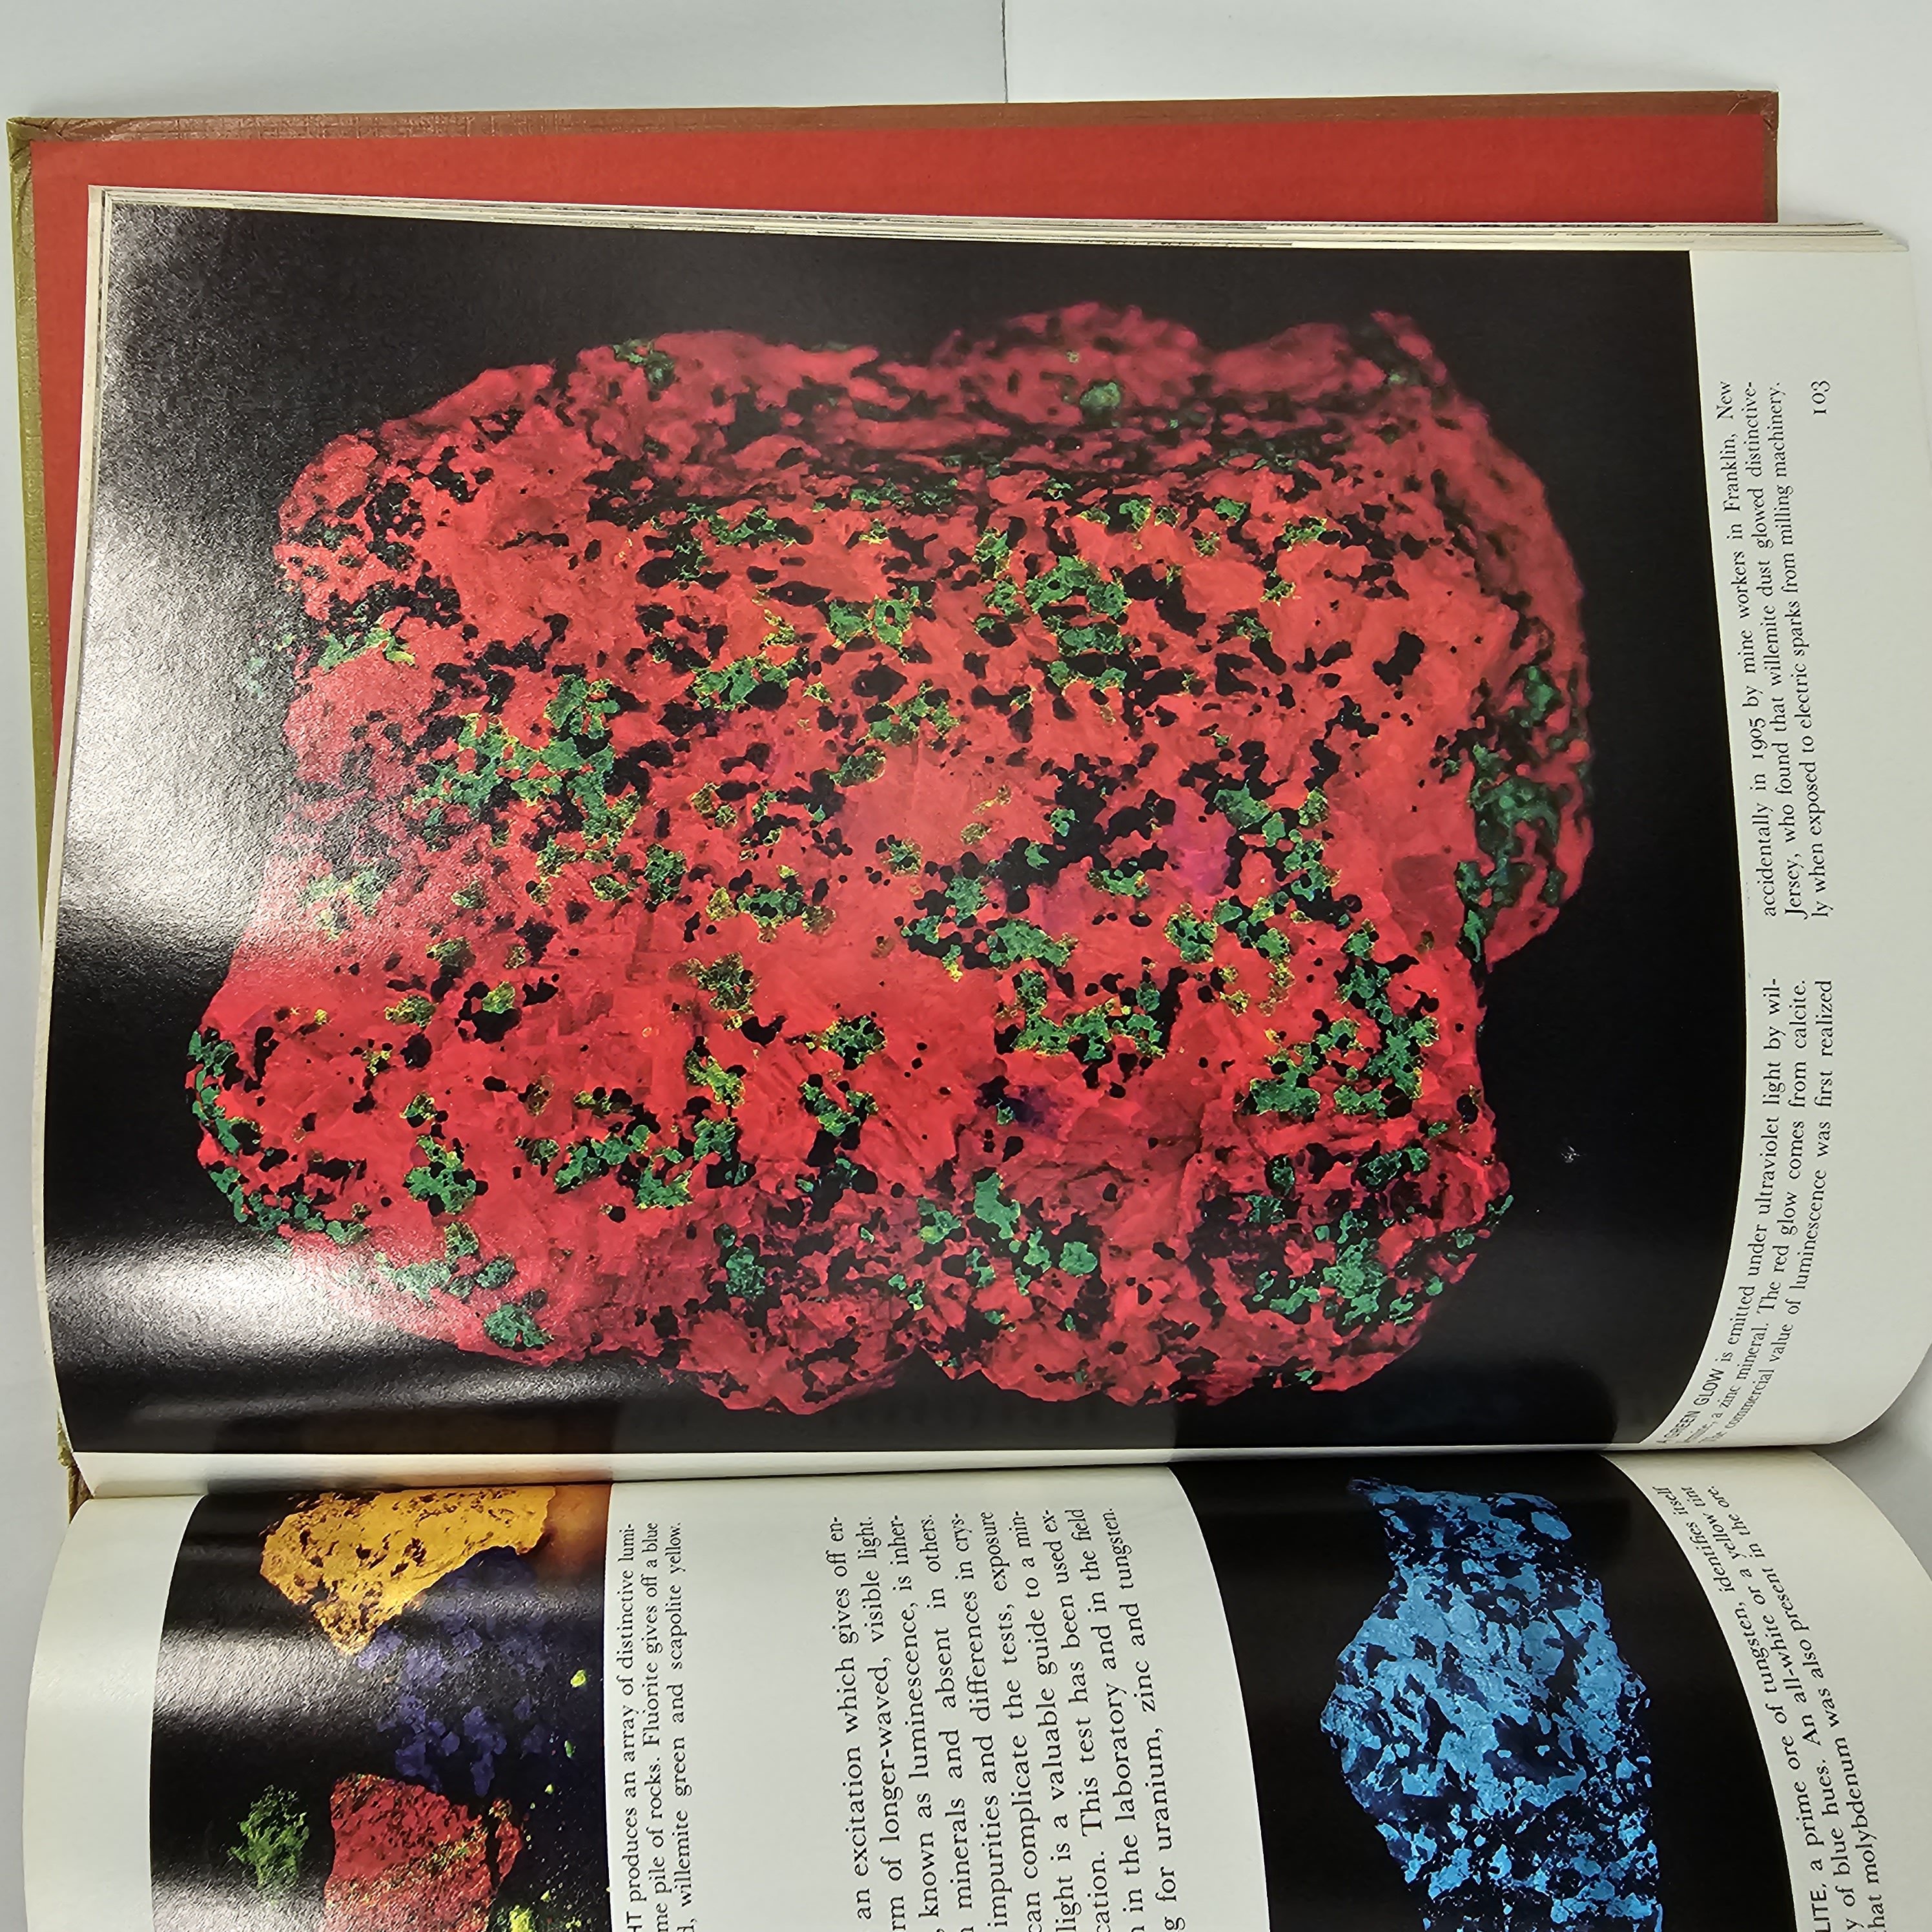 HT produces an array of distinctive lumi-
me pile of rocks. Fluorite gives off a blue
d, willemite green and scapolite yellow.
an excitation which gives off en-
rm of longer-waved, visible light.
, known as luminescence, is inher-
n minerals and absent in others.
impurities and differences in crys-
can complicate the tests, exposure
light is a valuable guide to a min-
cation. This test has been used ex-
n in the laboratory and in the field
g for uranium, zinc and tungsten.
LITE, a prime ore of tungsten, identifies itself
y of blue hues. An all-white or a yellow tint
that molybdenum was also present in the ore.
A GREEN GLOW is emitted under ultraviolet light by wil-
lemite, a zinc mineral. The red glow comes from calcite.
The commercial value of luminescence was first realized
accidentally in 1905 by mine workers in Franklin, New
Jersey, who found that willemite dust glowed distinctive-
ly when exposed to electric sparks from milling machinery.
103